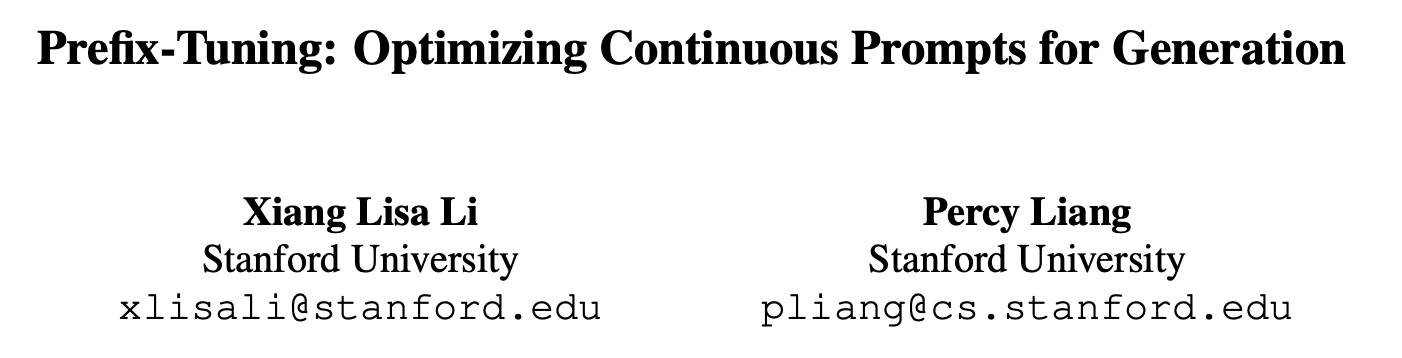 Prefix-Tuning: Optimizing Continuous Prompts for Generation
Xiang Lisa Li
Stanford University
xlisali@stanford.edu
Percy Liang
Stanford University
pliang@cs.stanford.edu